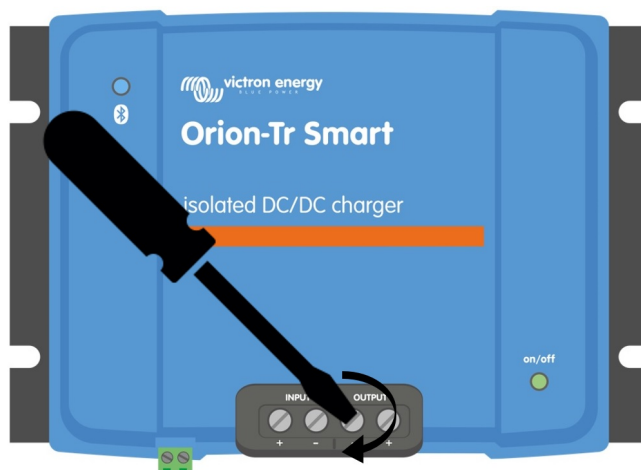 victron energy
BLUE POWER
Orion-Tr Smart
isolated DC/DC charger
on/off
INPUT OUTPUT
+ - +